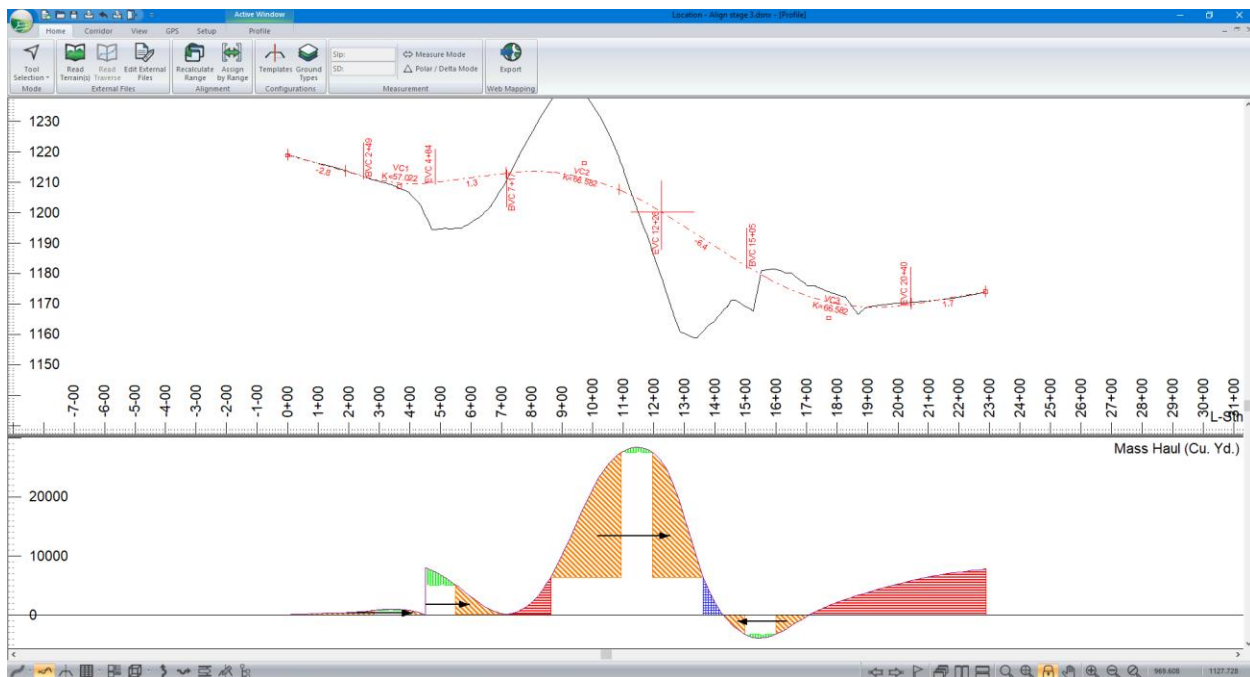 Active Window
Location - Align stage 3.dmx - [Profile]
Home Corridor View GPS Setup Profile
Tool Selection
Read Terrain(s)
Read Traverse
Edit External Files
Recalculate Range
Assign by Range
Templates
Ground Types
Slp:
SD:
Measure Mode
Polar / Delta Mode
Export
Mode External Files Alignment Configurations Measurement Web Mapping
1230
1220
1210
1200
1190
1180
1170
1160
1150
-2.8
BVC 2+49
VC1
K=57.022
EVC 4+64
1.3
BVC 7+17
VC2
K=66.582
EVC 12+26
-6.4
BVC 15+05
K=66.582
EVC 20+40
1.7
-7+00 -6+00 -5+00 -4+00 -3+00 -2+00 -1+00 0+00 1+00 2+00 3+00 4+00 5+00 6+00 7+00 8+00 9+00 10+00 11+00 12+00 13+00 14+00 15+00 16+00 17+00 18+00 19+00 20+00 21+00 22+00 23+00 24+00 25+00 26+00 27+00 28+00 29+00 30+00 31+00
L-Stn
Mass Haul (Cu. Yd.)
20000
10000
0
969.608 1127.728